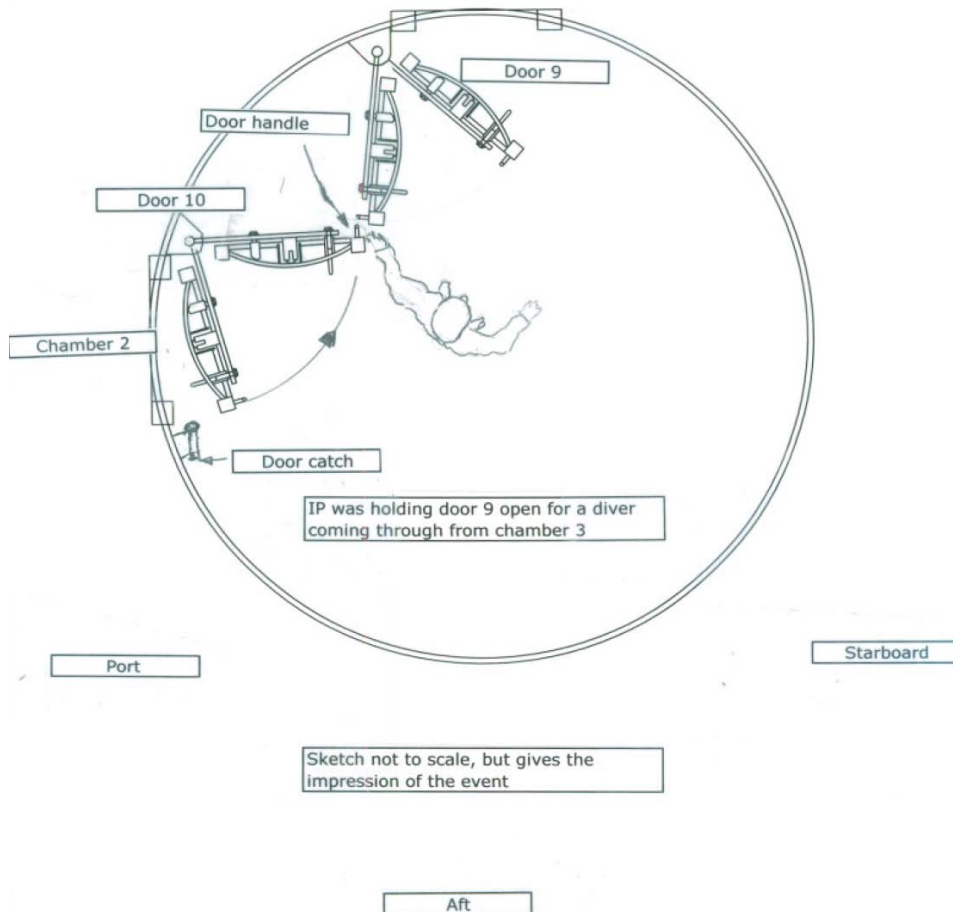 Door 9
Door handle
Door 10
Chamber 2
Door catch
IP was holding door 9 open for a diver
coming through from chamber 3
Port
Starboard
Sketch not to scale, but gives the
impression of the event
Aft